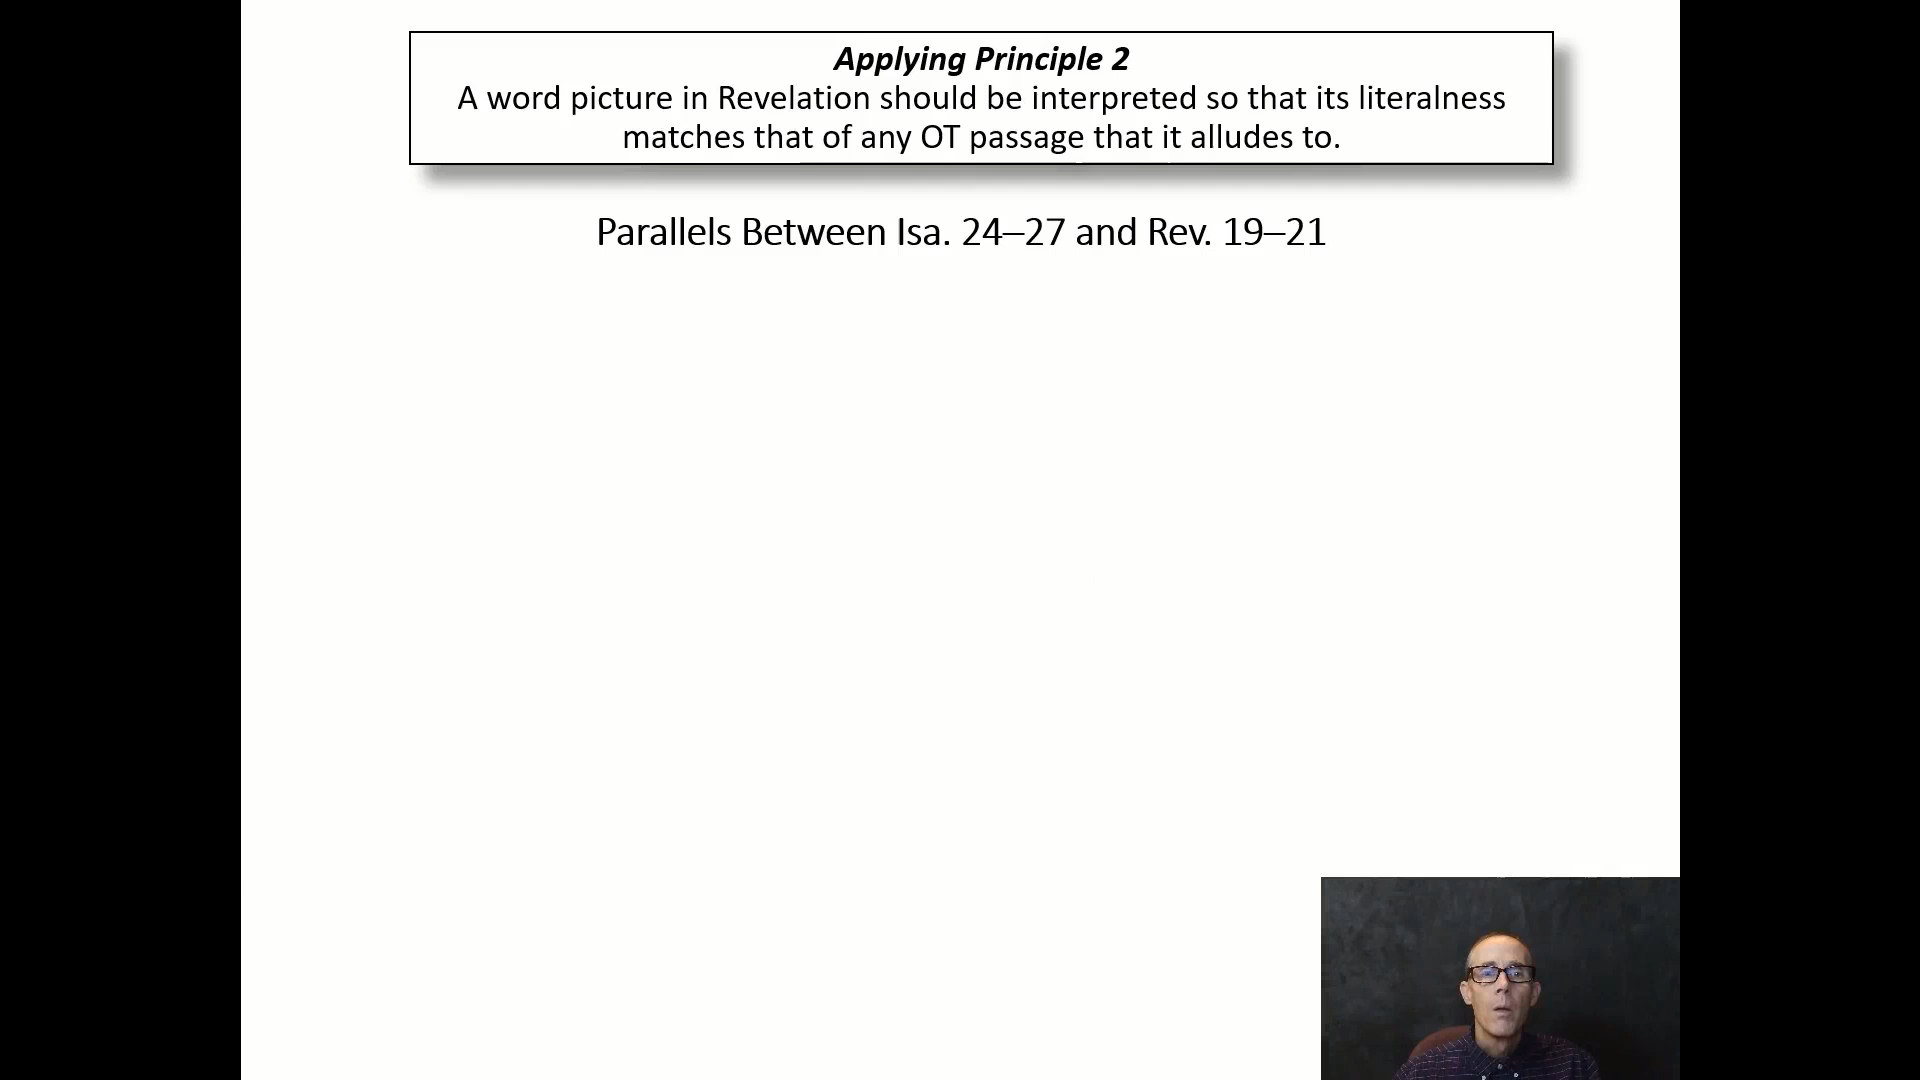 Applying Principle 2
A word picture in Revelation should be interpreted so that its literalness
matches that of any OT passage that it alludes to.
Parallels Between Isa. 24–27 and Rev. 19–21